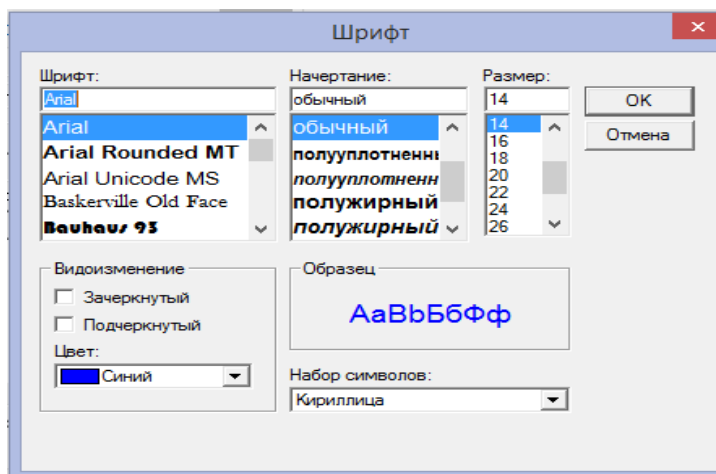 Шрифт
Шрифт:
Arial
Arial
Arial Rounded MT
Arial Unicode MS
Baskerville Old Face
Bauhaus 93
Начертание:
обычный
обычный
полууплотненнь
полууплотненн
полужирный
полужирный
Размер:
14
14
16
18
20
22
24
26
OK
Отмена
Видоизменение
Зачеркнутый
Подчеркнутый
Цвет:
Синий
Образец
АаВbБбФф
Набор символов:
Кириллица